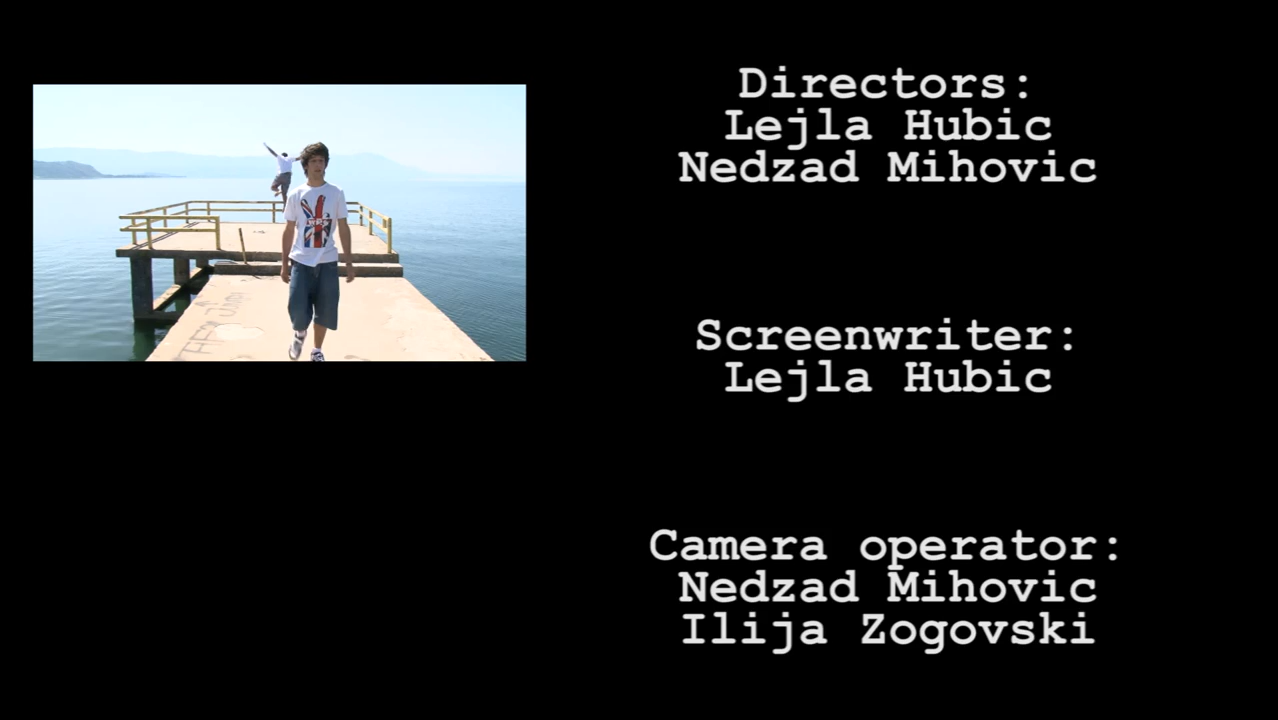 Directors:
Lejla Hubic
Nedzad Mihovic
Screenwriter:
Lejla Hubic
Camera operator:
Nedzad Mihovic
Ilija Zogovski